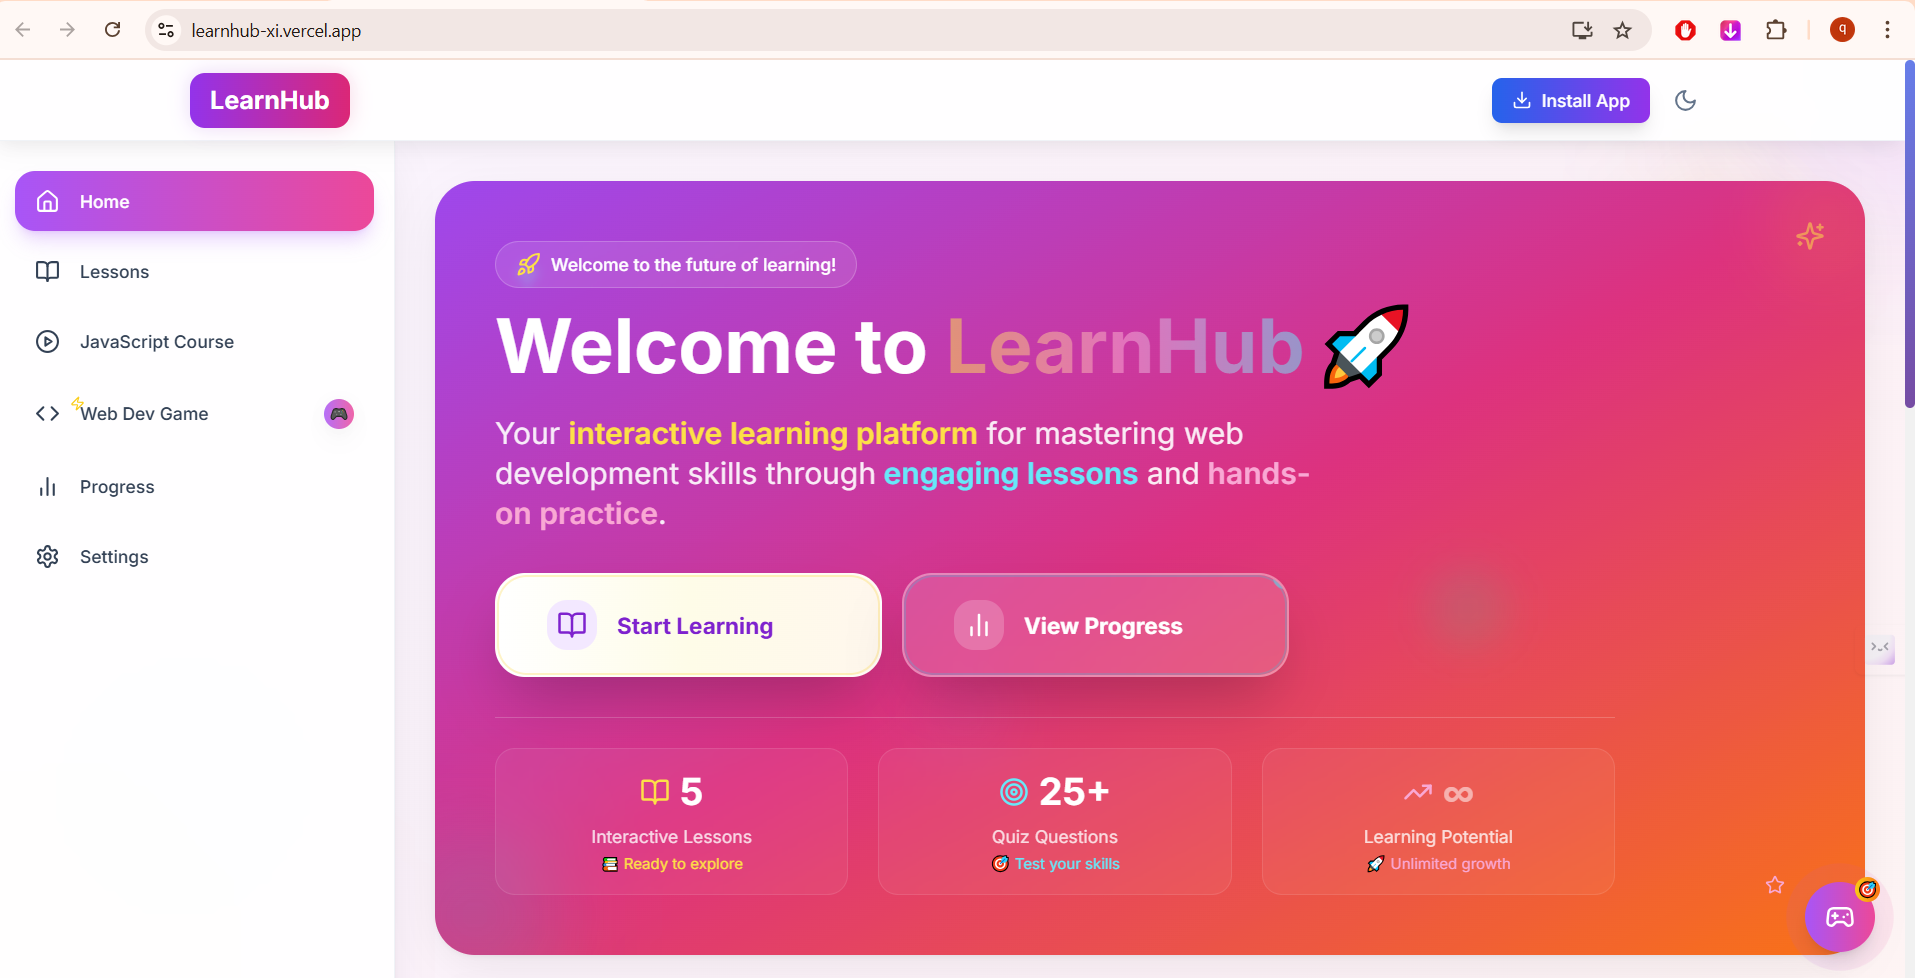 learnhub-xi.vercel.app
q
LearnHub
Install App
Home
Lessons
JavaScript Course
Web Dev Game
Progress
Settings
Welcome to the future of learning!
Welcome to LearnHub 🚀
Your interactive learning platform for mastering web
development skills through engaging lessons and hands-
on practice.
Start Learning
View Progress
5
Interactive Lessons
📚 Ready to explore
25+
Quiz Questions
🎯 Test your skills
∞
Learning Potential
🚀 Unlimited growth